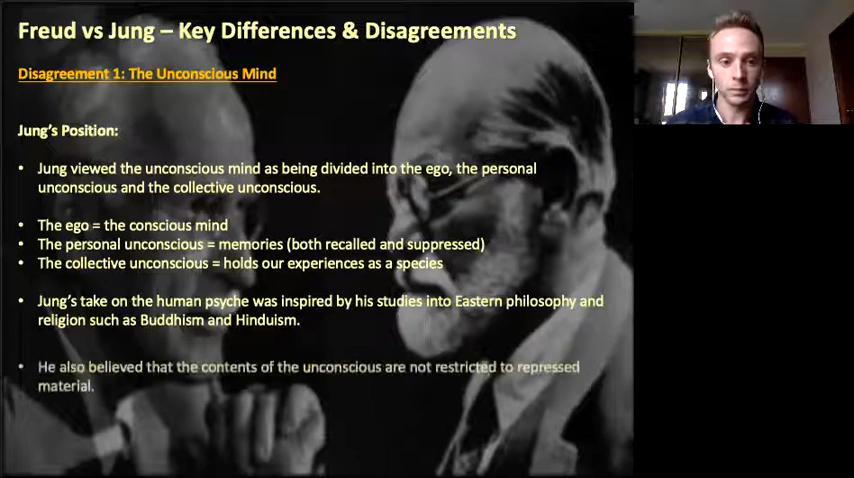 Freud vs Jung – Key Differences & Disagreements
Disagreement 1: The Unconscious Mind
Jung's Position:
• Jung viewed the unconscious mind as being divided into the ego, the personal
unconscious and the collective unconscious.
• The ego = the conscious mind
• The personal unconscious = memories (both recalled and suppressed)
• The collective unconscious = holds our experiences as a species
• Jung's take on the human psyche was inspired by his studies into Eastern philosophy and
religion such as Buddhism and Hinduism.
• He also believed that the contents of the unconscious are not restricted to repressed
material.